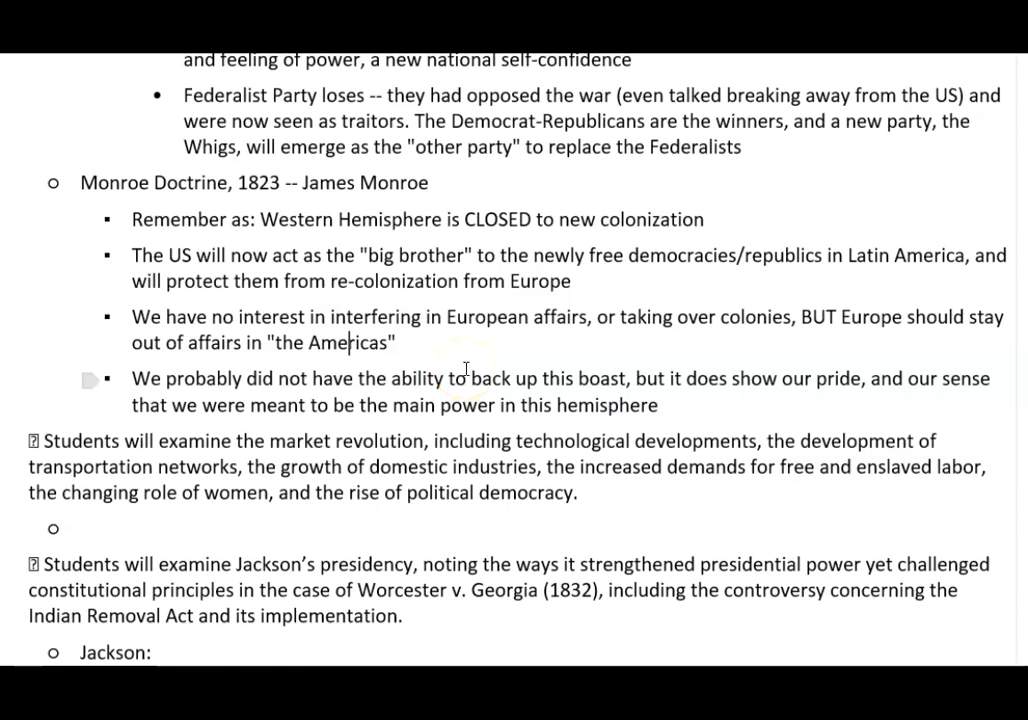 and feeling of power, a new national self-confidence
• Federalist Party loses -- they had opposed the war (even talked breaking away from the US) and
were now seen as traitors. The Democrat-Republicans are the winners, and a new party, the
Whigs, will emerge as the "other party" to replace the Federalists
○ Monroe Doctrine, 1823 -- James Monroe
▪ Remember as: Western Hemisphere is CLOSED to new colonization
▪ The US will now act as the "big brother" to the newly free democracies/republics in Latin America, and
will protect them from re-colonization from Europe
▪ We have no interest in interfering in European affairs, or taking over colonies, BUT Europe should stay
out of affairs in "the Americas"
▪ We probably did not have the ability to back up this boast, but it does show our pride, and our sense
that we were meant to be the main power in this hemisphere
Students will examine the market revolution, including technological developments, the development of
transportation networks, the growth of domestic industries, the increased demands for free and enslaved labor,
the changing role of women, and the rise of political democracy.
○
Students will examine Jackson’s presidency, noting the ways it strengthened presidential power yet challenged
constitutional principles in the case of Worcester v. Georgia (1832), including the controversy concerning the
Indian Removal Act and its implementation.
○ Jackson: